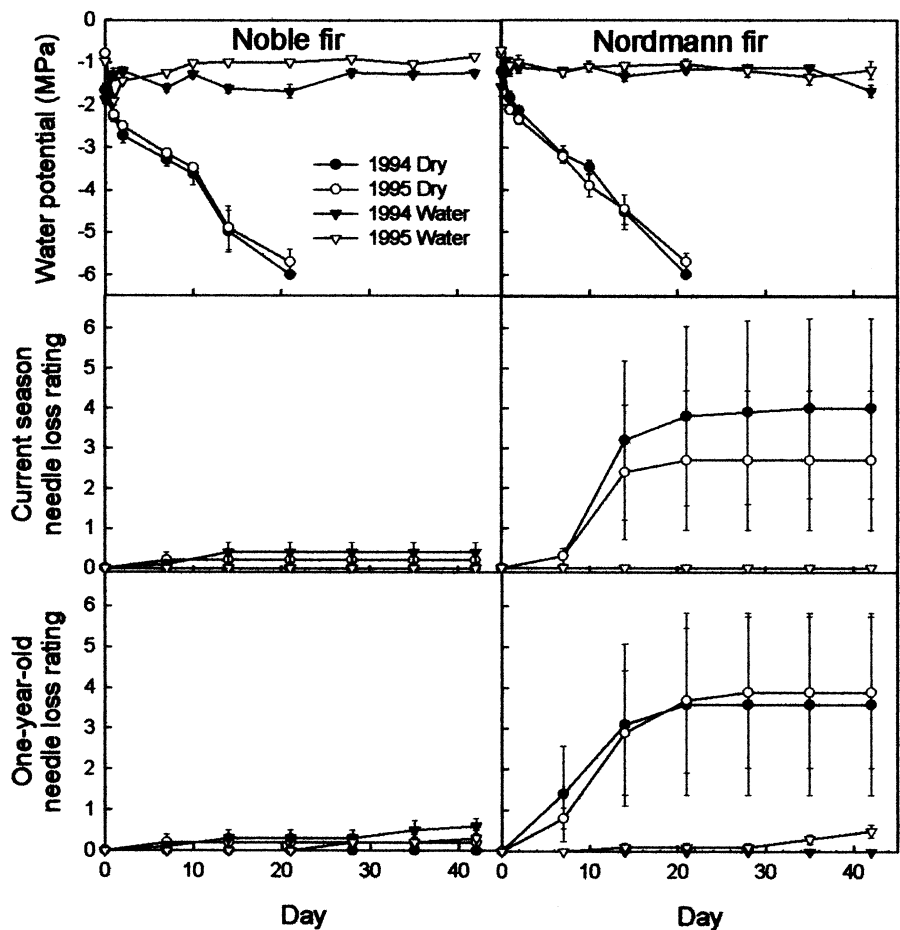 Noble fir
Nordmann fir
Water potential (MPa)
0
-1
-2
-3
-4
-5
-6
1994 Dry
1995 Dry
1994 Water
1995 Water
Current season
needle loss rating
6
5
4
3
2
1
0
One-year-old
needle loss rating
6
5
4
3
2
1
0
0 10 20 30 40
0 10 20 30 40
Day
Day